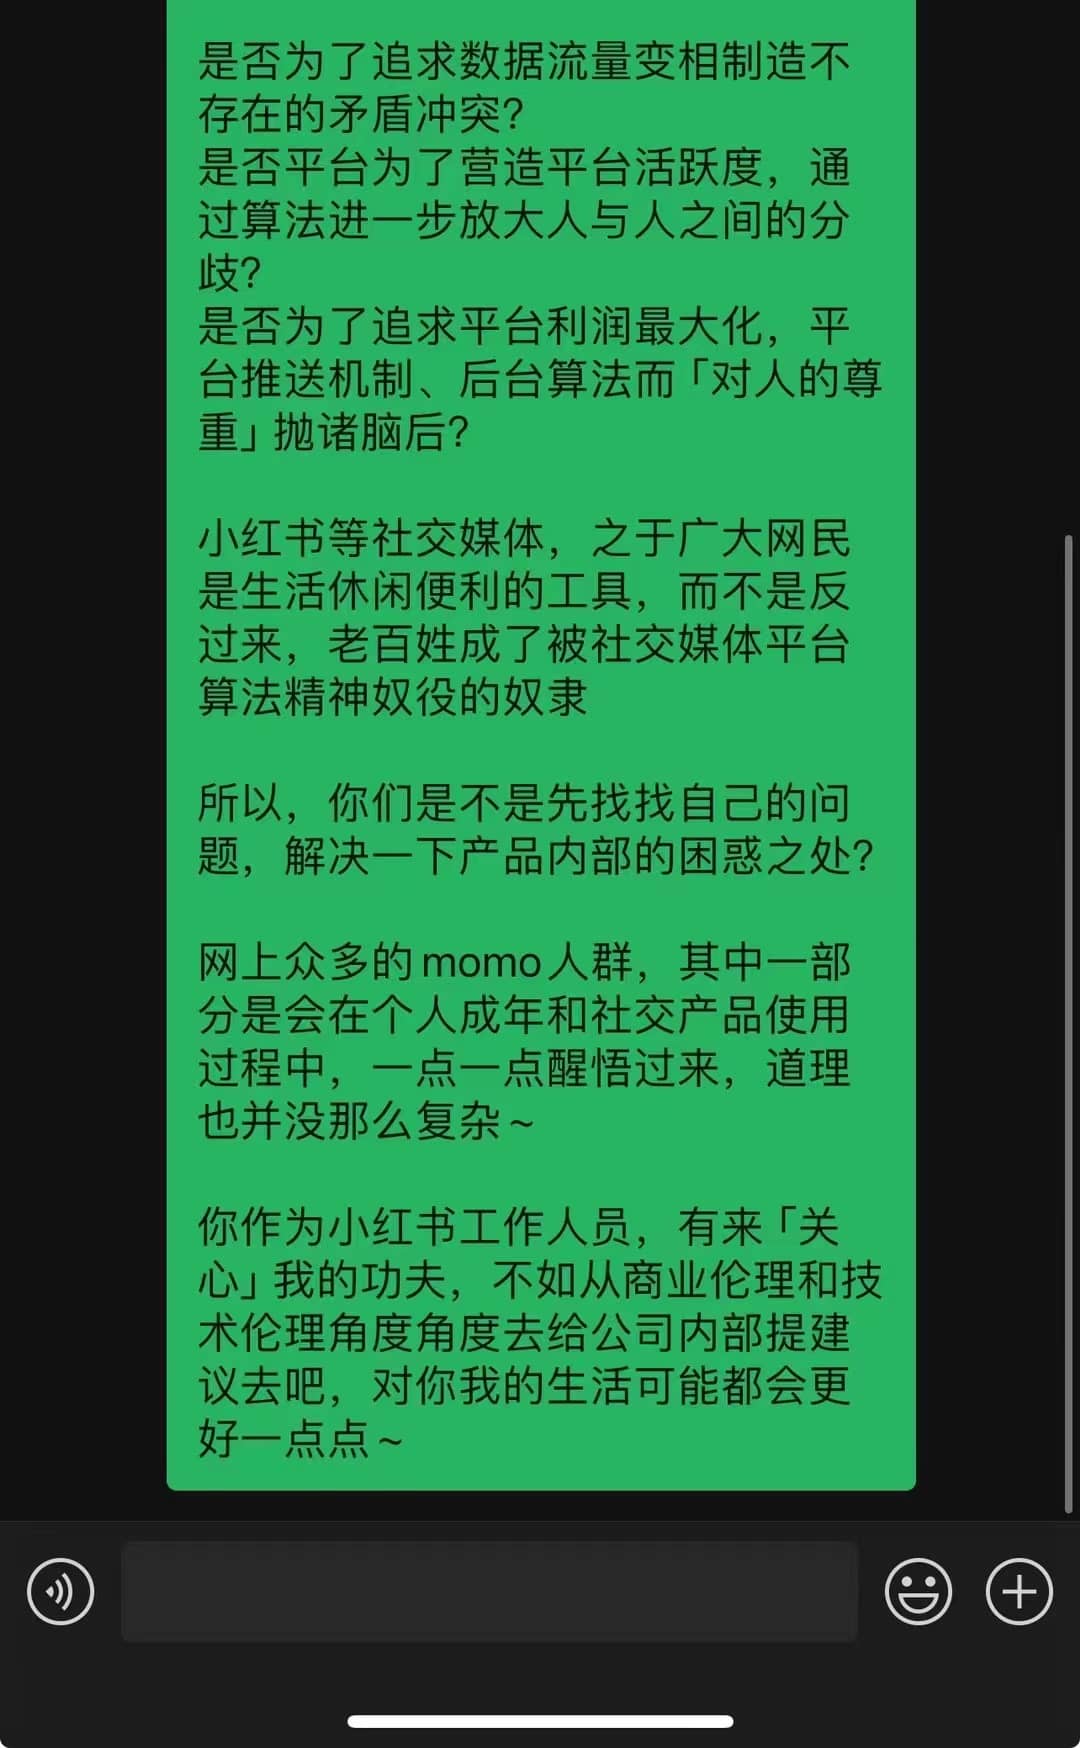 是否为了追求数据流量变相制造不
存在的矛盾冲突?
是否平台为了营造平台活跃度，通
过算法进一步放大人与人之间的分
歧?
是否为了追求平台利润最大化，平
台推送机制、后台算法而「对人的尊
重」抛诸脑后?
小红书等社交媒体，之于广大网民
是生活休闲便利的工具，而不是反
过来，老百姓成了被社交媒体平台
算法精神奴役的奴隶
所以，你们是不是先找找自己的问
题，解决一下产品内部的困惑之处?
网上众多的momo人群，其中一部
分是会在个人成年和社交产品使用
过程中，一点一点醒悟过来，道理
也并没那么复杂~
你作为小红书工作人员，有来「关
心」我的功夫，不如从商业伦理和技
术伦理角度角度去给公司内部提建
议去吧，对你我的生活可能都会更
好一点点~